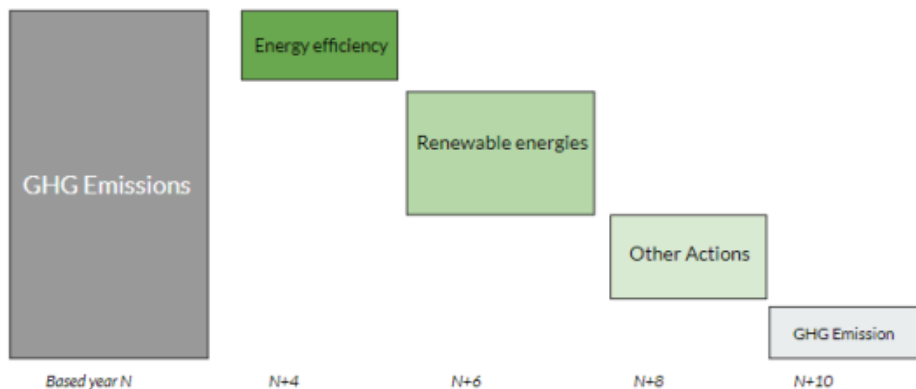 Energy efficiency
Renewable energies
GHG Emissions
Other Actions
GHG Emission
Based year N
N+4
N+6
N+8
N+10